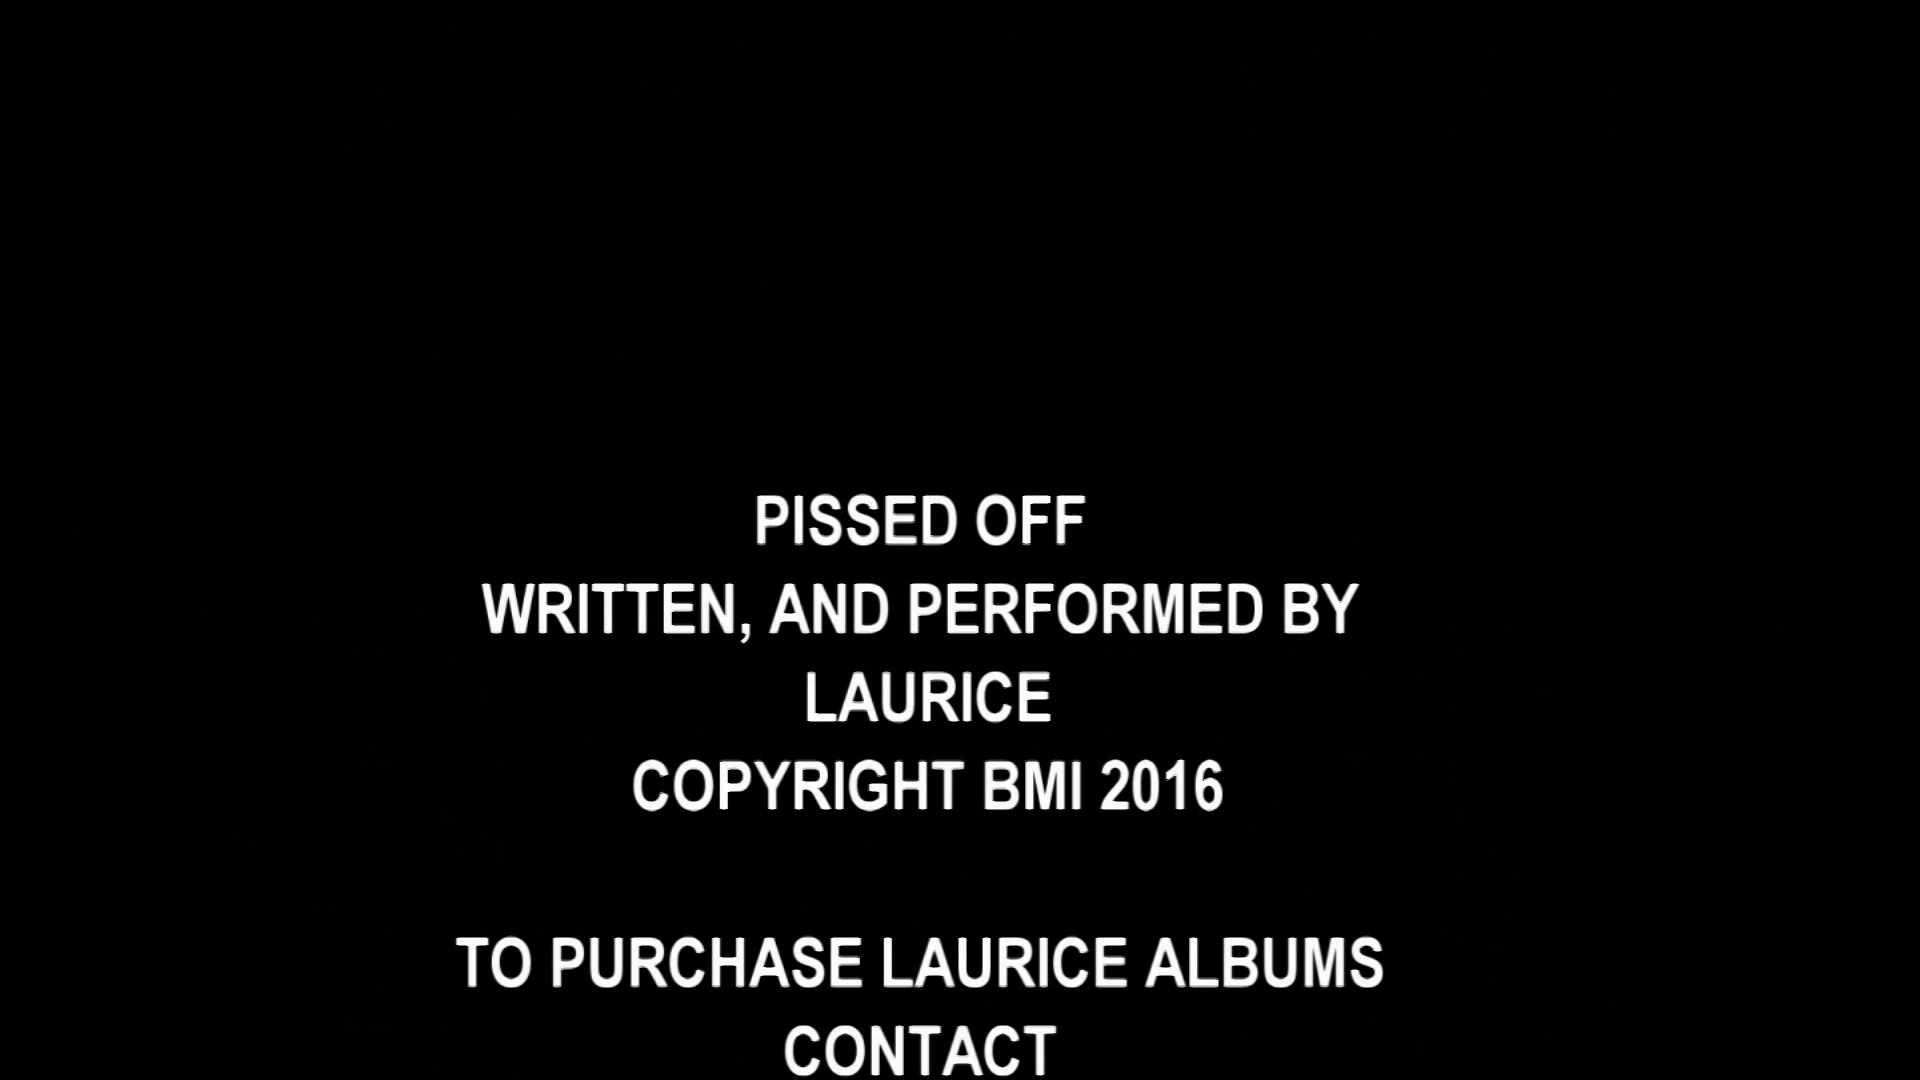 PISSED OFF
WRITTEN, AND PERFORMED BY
LAURICE
COPYRIGHT BMI 2016
TO PURCHASE LAURICE ALBUMS
CONTACT